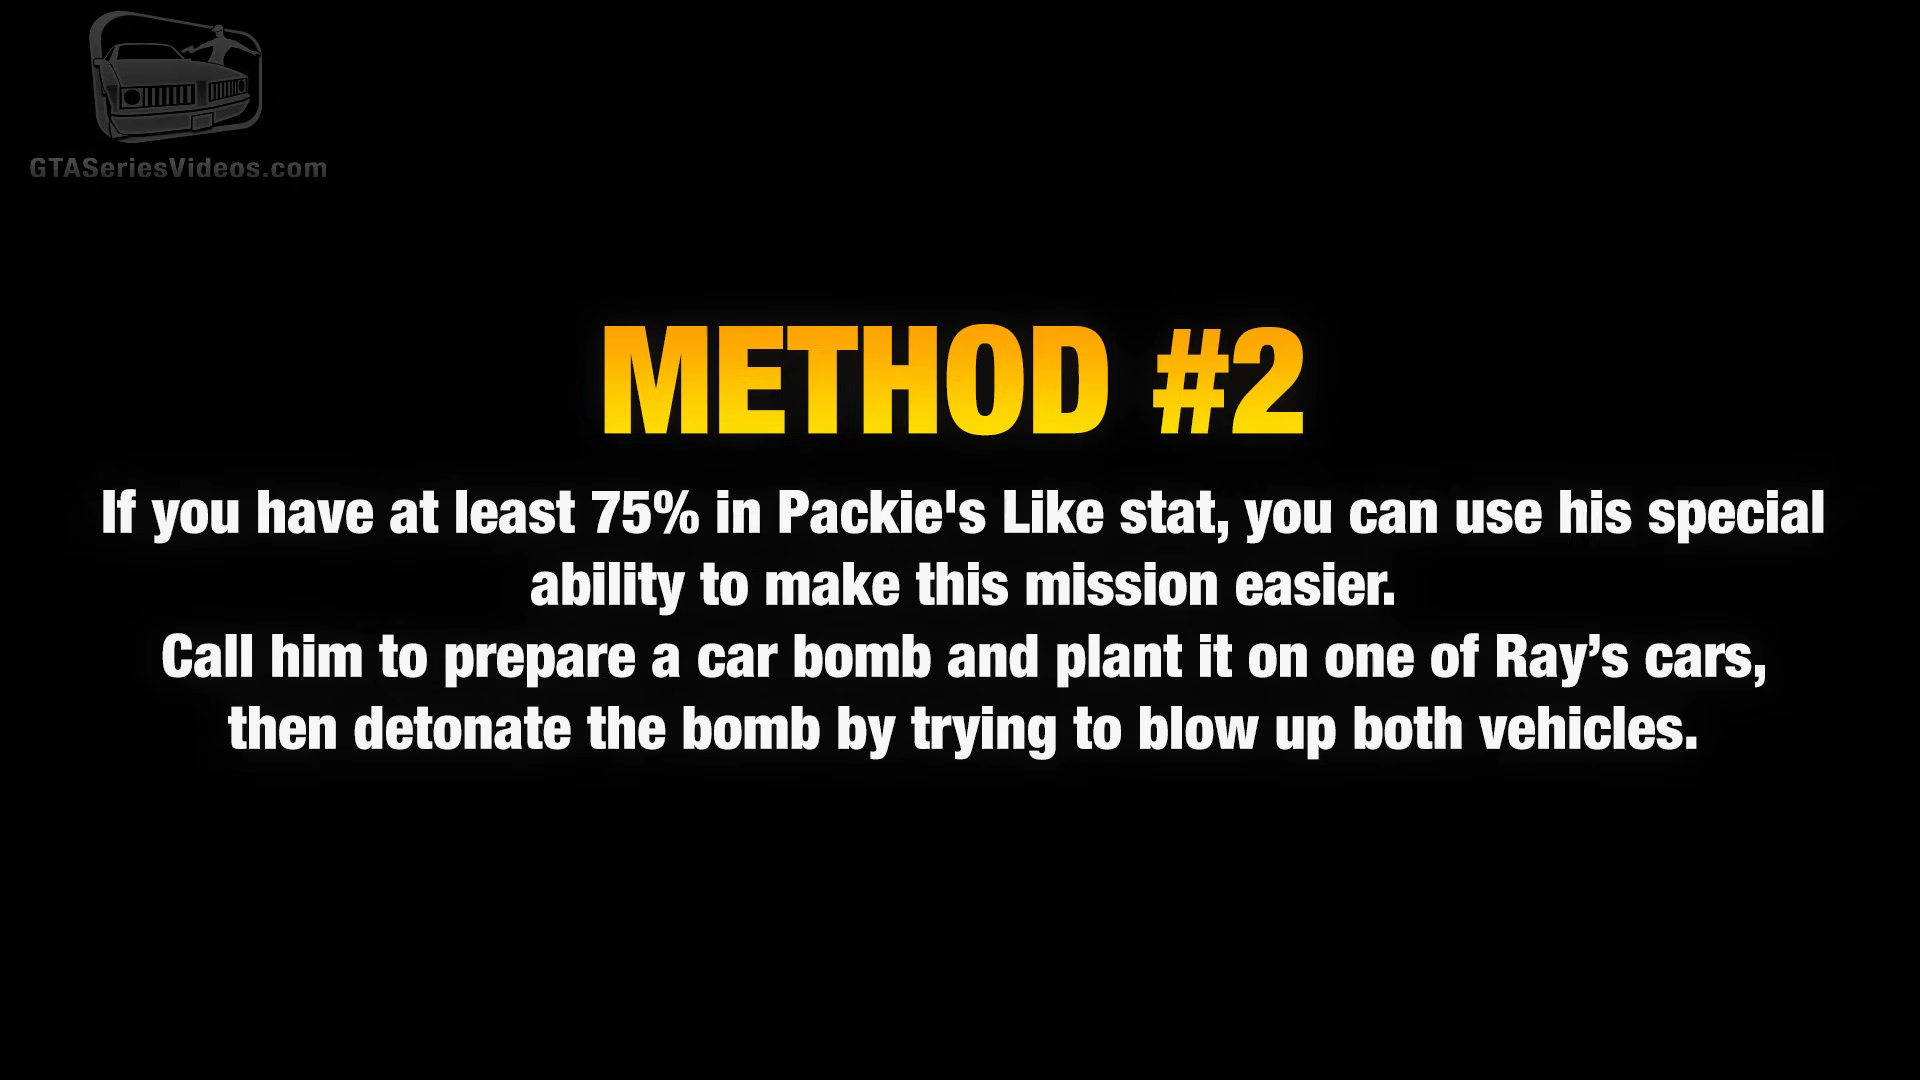 GTASeriesVideos.com
METHOD #2
If you have at least 75% in Packie's Like stat, you can use his special
ability to make this mission easier.
Call him to prepare a car bomb and plant it on one of Ray’s cars,
then detonate the bomb by trying to blow up both vehicles.